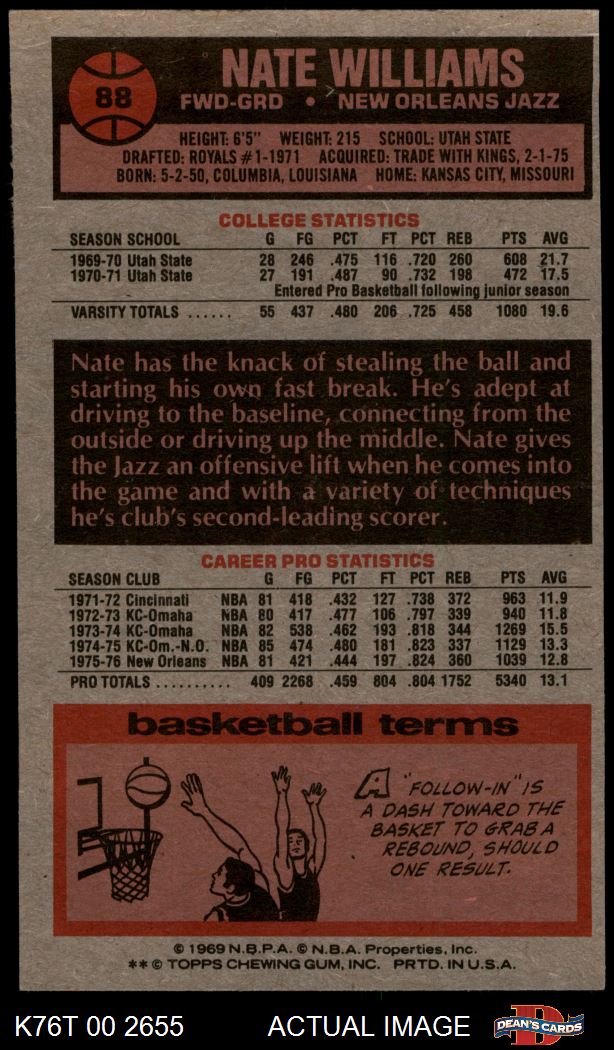 88
NATE WILLIAMS
FWD-GRD • NEW ORLEANS JAZZ
HEIGHT: 6'5" WEIGHT: 215 SCHOOL: UTAH STATE
DRAFTED: ROYALS #1-1971 ACQUIRED: TRADE WITH KINGS, 2-1-75
BORN: 5-2-50, COLUMBIA, LOUISIANA HOME: KANSAS CITY, MISSOURI
COLLEGE STATISTICS
SEASON SCHOOL G FG PCT FT PCT REB PTS AVG
1969-70 Utah State 28 246 .475 116 .720 260 608 21.7
1970-71 Utah State 27 191 .487 90 .732 198 472 17.5
Entered Pro Basketball following junior season
VARSITY TOTALS ...... 55 437 .480 206 .725 458 1080 19.6
Nate has the knack of stealing the ball and
starting his own fast break. He's adept at
driving to the baseline, connecting from the
outside or driving up the middle. Nate gives
the Jazz an offensive lift when he comes into
the game and with a variety of techniques
he's club's second-leading scorer.
CAREER PRO STATISTICS
SEASON CLUB G FG PCT FT PCT REB PTS AVG
1971-72 Cincinnati NBA 81 418 .432 127 .738 372 963 11.9
1972-73 KC-Omaha NBA 80 417 .477 106 .797 339 940 11.8
1973-74 KC-Omaha NBA 82 538 .462 193 .818 344 1269 15.5
1974-75 KC-Om.-N.O. NBA 85 474 .480 181 .823 337 1129 13.3
1975-76 New Orleans NBA 81 421 .444 197 .824 360 1039 12.8
PRO TOTALS .......... 409 2268 .459 804 .804 1752 5340 13.1
basketball terms
A "FOLLOW-IN" IS
A DASH TOWARD THE
BASKET TO GRAB A
REBOUND, SHOULD
ONE RESULT.
© 1969 N.B.P.A. © N.B.A. Properties, Inc.
** © TOPPS CHEWING GUM, INC. PRTD. IN U.S.A.
K76T 00 2655 ACTUAL IMAGE DEAN'S CARDS